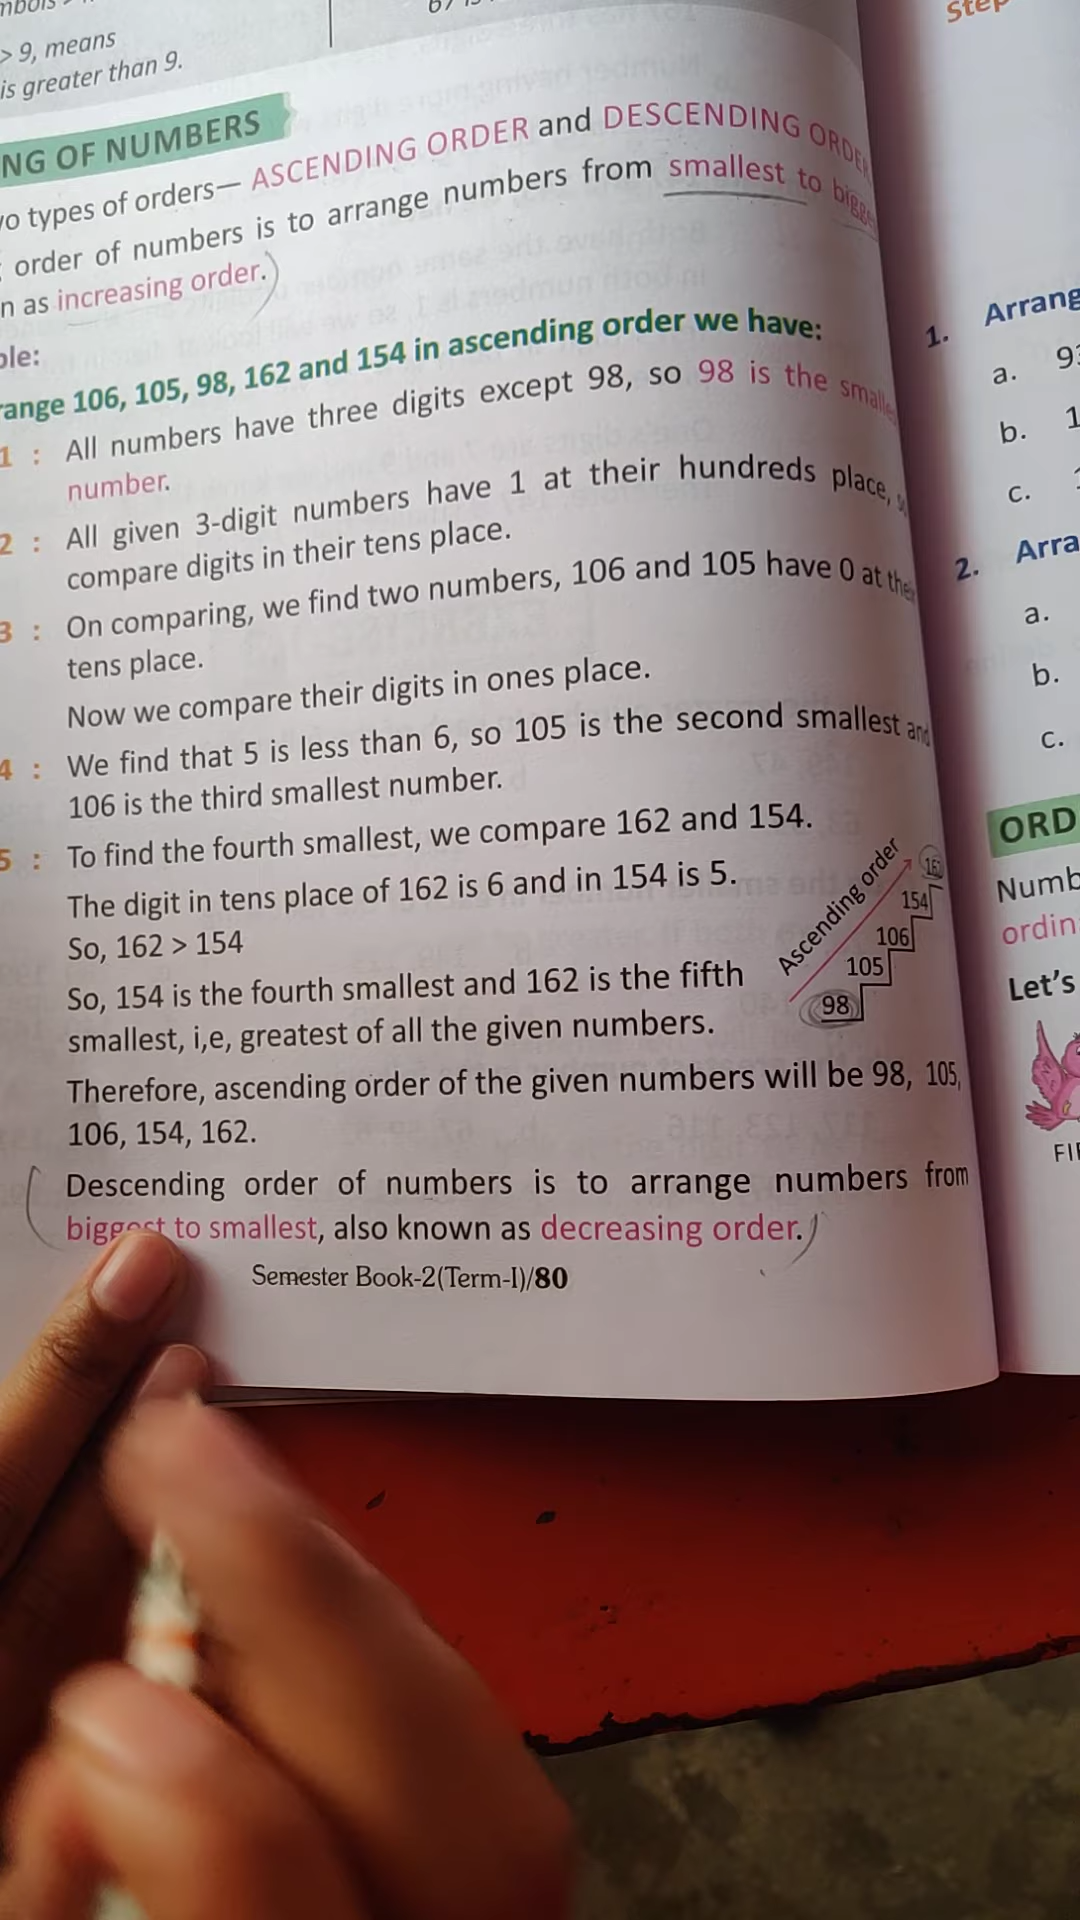 > 9, means
is greater than 9.
NG OF NUMBERS
o types of orders— ASCENDING ORDER and DESCENDING ORDER
order of numbers is to arrange numbers from smallest to bigge
n as increasing order.
ple:
range 106, 105, 98, 162 and 154 in ascending order we have:
1 : All numbers have three digits except 98, so 98 is the smalles
number.
2 : All given 3-digit numbers have 1 at their hundreds place, so
compare digits in their tens place.
3 : On comparing, we find two numbers, 106 and 105 have 0 at their
tens place.
Now we compare their digits in ones place.
4 : We find that 5 is less than 6, so 105 is the second smallest and
106 is the third smallest number.
5 : To find the fourth smallest, we compare 162 and 154.
The digit in tens place of 162 is 6 and in 154 is 5.
So, 162 > 154
So, 154 is the fourth smallest and 162 is the fifth
smallest, i,e, greatest of all the given numbers.
Ascending order
162
154
106
105
98
Therefore, ascending order of the given numbers will be 98, 105,
106, 154, 162.
Descending order of numbers is to arrange numbers from
biggest to smallest, also known as decreasing order.
Semester Book-2(Term-I)/80
Step
1. Arrang
a. 93
b. 1
c.
2. Arra
a.
b.
c.
ORD
Numb
ordin
Let's
FI